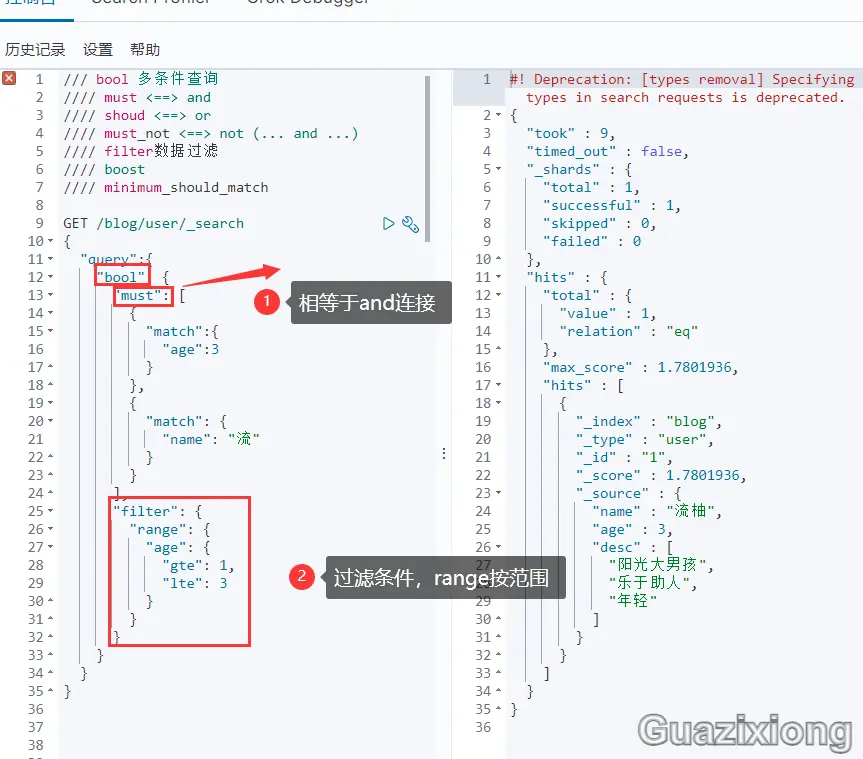 历史记录 设置 帮助
1 /// bool 多条件查询
2 //// must <==> and
3 //// shoud <==> or
4 //// must_not <==> not (... and ...)
5 //// filter数据过滤
6 //// boost
7 //// minimum_should_match
8
9 GET /blog/user/_search
10 {
11 "query":{
12 "bool" {
13 "must": [
14 {
15 "match":{
16 "age":3
17 }
18 },
19 {
20 "match": {
21 "name": "流"
22 }
23 }
24 ],
25 "filter": {
26 "range": {
27 "age": {
28 "gte": 1,
29 "lte": 3
30 }
31 }
32 }
33 }
34 }
35 }
36
37
38
1 相等于and连接
2 过滤条件，range按范围
1 #! Deprecation: [types removal] Specifying
types in search requests is deprecated.
2 {
3 "took" : 9,
4 "timed_out" : false,
5 "_shards" : {
6 "total" : 1,
7 "successful" : 1,
8 "skipped" : 0,
9 "failed" : 0
10 },
11 "hits" : {
12 "total" : {
13 "value" : 1,
14 "relation" : "eq"
15 },
16 "max_score" : 1.7801936,
17 "hits" : [
18 {
19 "_index" : "blog",
20 "_type" : "user",
21 "_id" : "1",
22 "_score" : 1.7801936,
23 "_source" : {
24 "name" : "流柚",
25 "age" : 3,
26 "desc" : [
27 "阳光大男孩",
28 "乐于助人",
29 "年轻"
30 ]
31 }
32 }
33 ]
34 }
35 }
36
Guazixiong